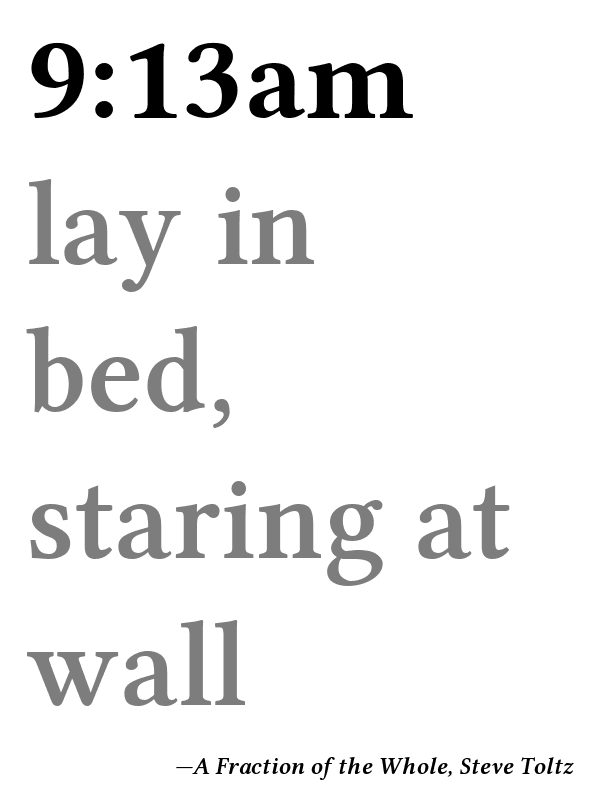 9:13am
lay in
bed,
staring at
wall
—A Fraction of the Whole, Steve Toltz